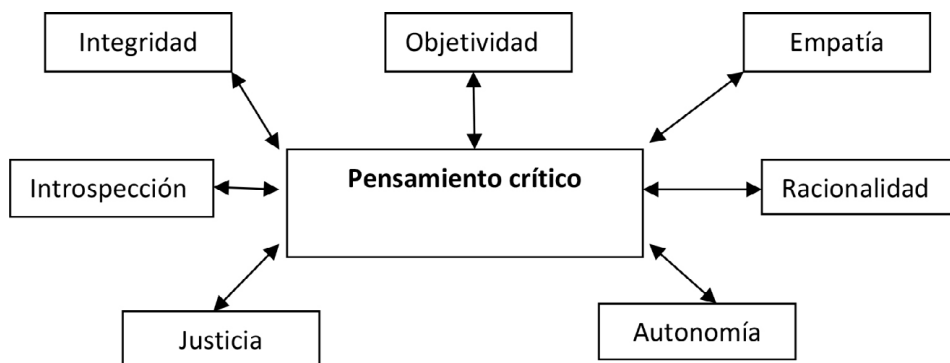 Integridad
Objetividad
Empatía
Pensamiento crítico
Introspección
Racionalidad
Justicia
Autonomía